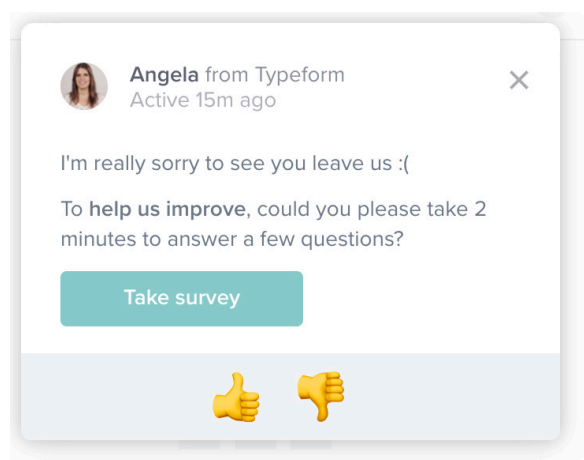 Angela from Typeform
Active 15m ago
I'm really sorry to see you leave us :(
To help us improve, could you please take 2
minutes to answer a few questions?
Take survey